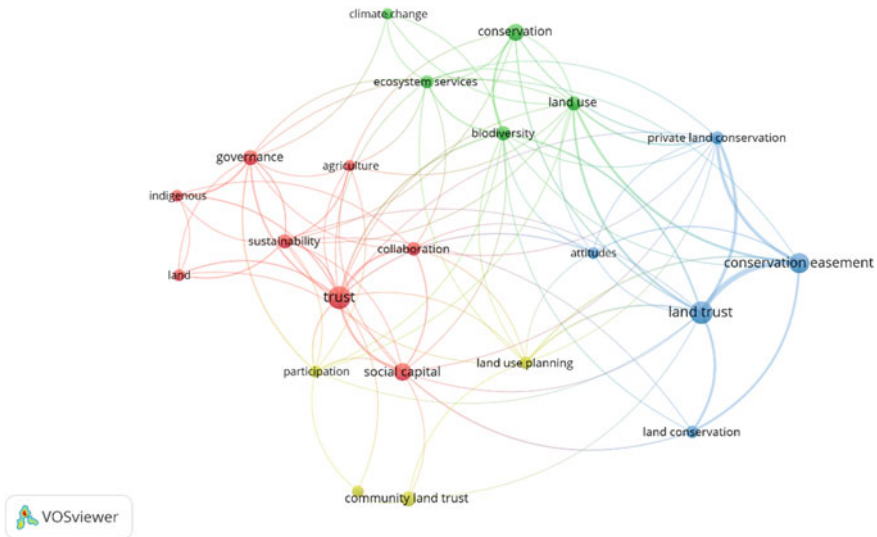 climate change
conservation
ecosystem services
land use
biodiversity
private land conservation
governance
agriculture
indigenous
sustainability
collaboration
attitudes
conservation easement
land
trust
land trust
participation
social capital
land use planning
land conservation
community land trust
VOSviewer